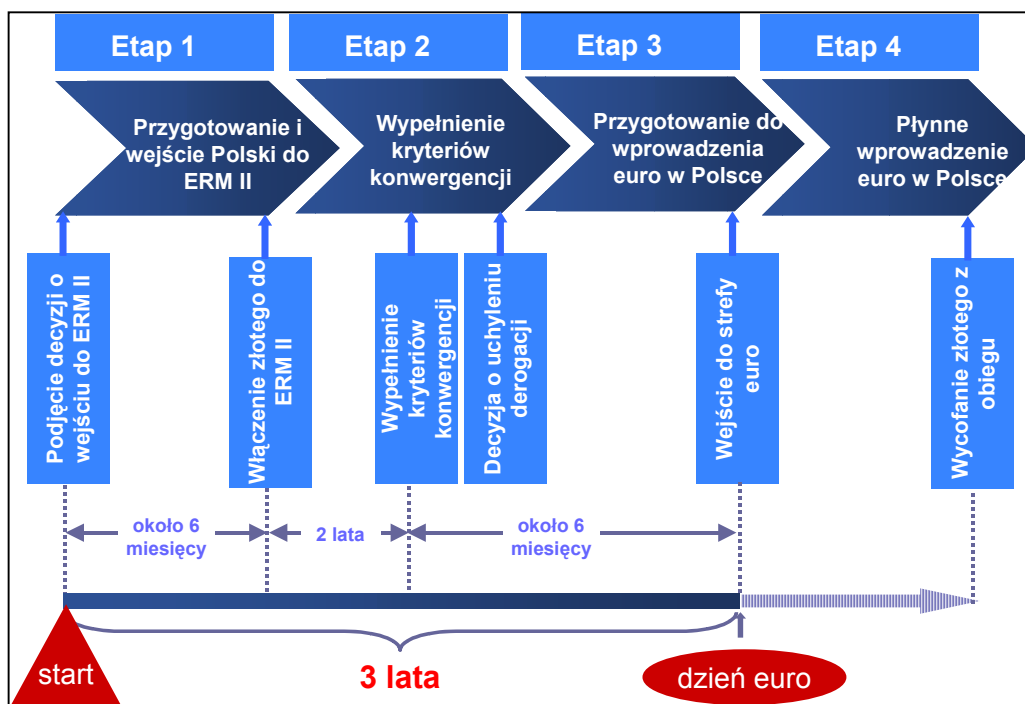 Etap 1
Etap 2
Etap 3
Etap 4
Przygotowanie i
wejście Polski do
ERM II
Wypełnienie
kryteriów
konwergencji
Przygotowanie do
wprowadzenia
euro w Polsce
Płynne
wprowadzenie
euro w Polsce
Podjęcie decyzji o
wejściu do ERM II
Włączenie złotego do
ERM II
Wypełnienie
kryteriów
konwergencji
Decyzja o uchyleniu
derogacji
Wejście do strefy
euro
Wycofanie złotego z
obiegu
około 6
miesięcy
2 lata
około 6
miesięcy
start
3 lata
dzień euro